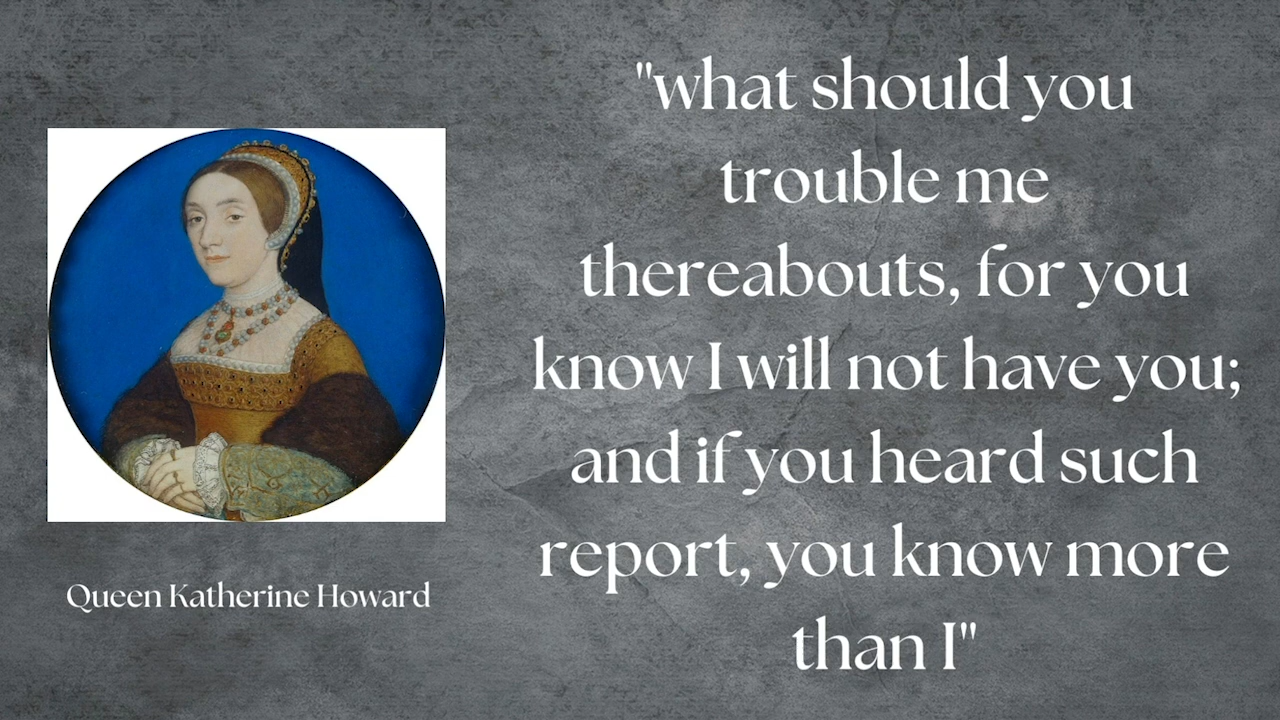 "what should you
trouble me
thereabouts, for you
know I will not have you;
and if you heard such
report, you know more
than I"
Queen Katherine Howard